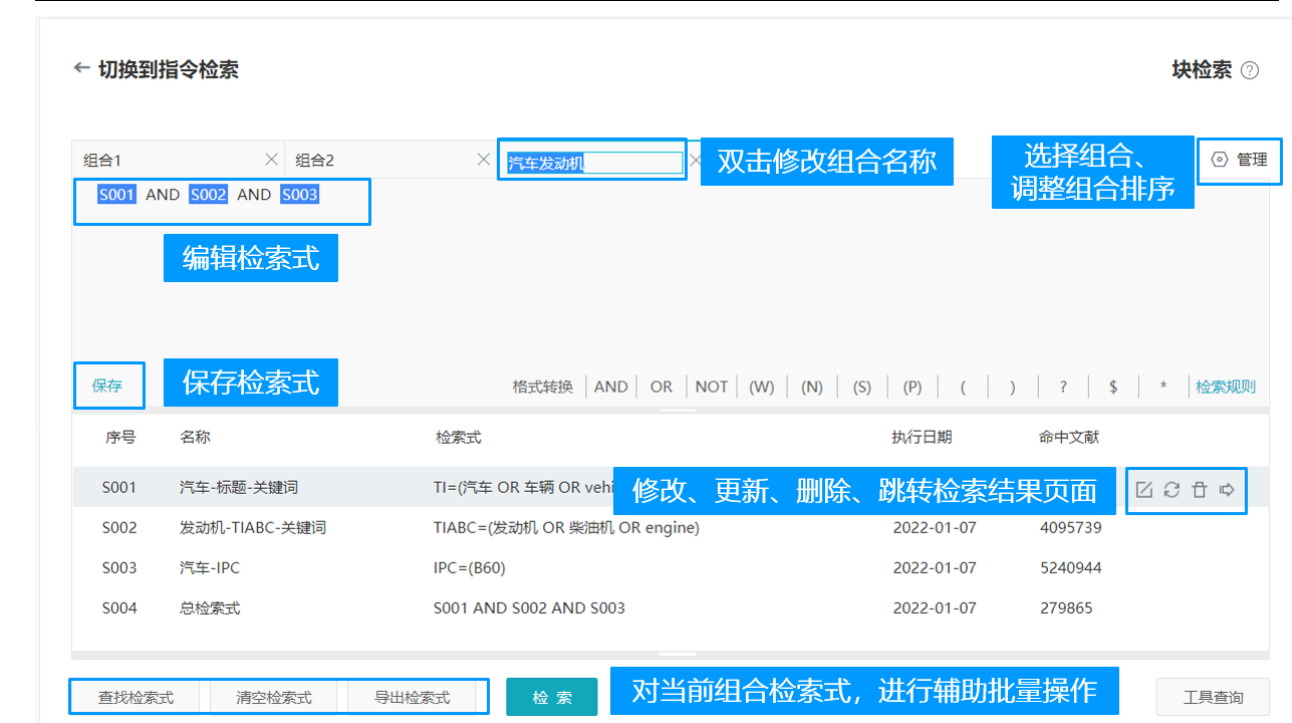 ← 切换到指令检索
块检索 ?
组合1 × 组合2 × 汽车发动机 × 双击修改组合名称
选择组合、
调整组合排序
管理
S001 AND S002 AND S003
编辑检索式
保存 保存检索式 格式转换 AND OR NOT (W) (N) (S) (P) ( ) ? $ * 检索规则
序号 名称 检索式 执行日期 命中文献
S001 汽车-标题-关键词 TI=(汽车 OR 车辆 OR 修改、更新、删除、跳转检索结果页面
S002 发动机-TIABC-关键词 TIABC=(发动机 OR 柴油机 OR engine) 2022-01-07 4095739
S003 汽车-IPC IPC=(B60) 2022-01-07 5240944
S004 总检索式 S001 AND S002 AND S003 2022-01-07 279865
查找检索式 清空检索式 导出检索式 检 索 对当前组合检索式，进行辅助批量操作 工具查询